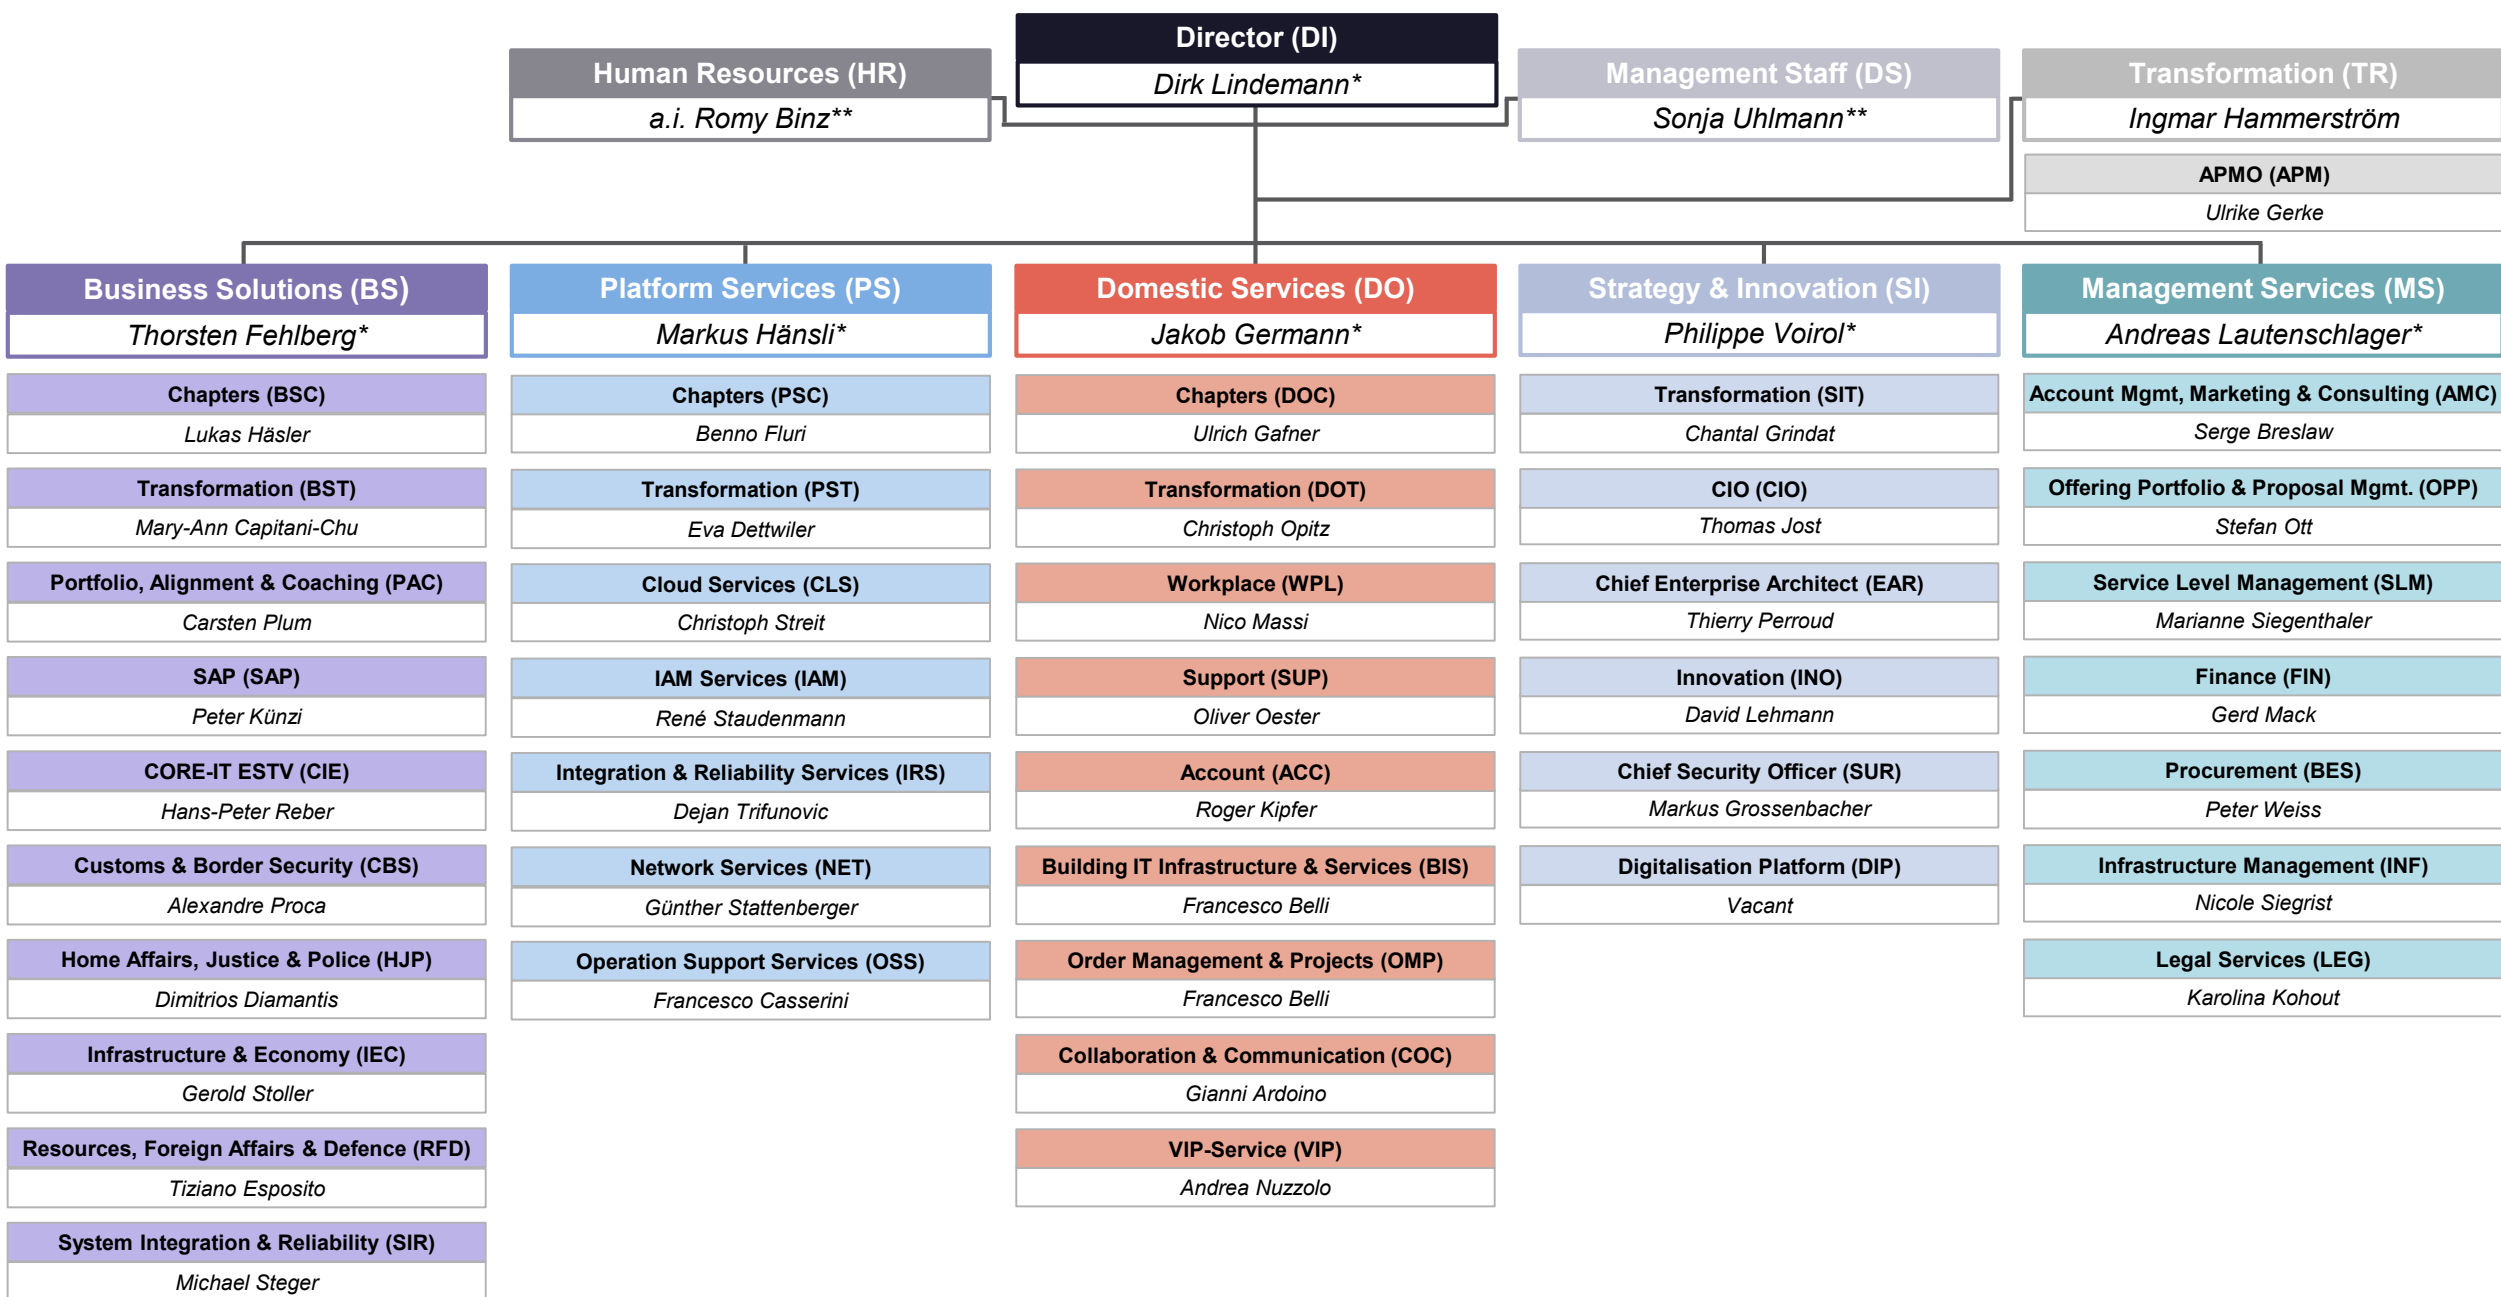 Director (DI)
Dirk Lindemann*
Human Resources (HR)
a.i. Romy Binz**
Management Staff (DS)
Sonja Uhlmann**
Transformation (TR)
Ingmar Hammerström
APMO (APM)
Ulrike Gerke
Business Solutions (BS)
Thorsten Fehlberg*
Chapters (BSC)
Lukas Häsler
Transformation (BST)
Mary-Ann Capitani-Chu
Portfolio, Alignment & Coaching (PAC)
Carsten Plum
SAP (SAP)
Peter Künzi
CORE-IT ESTV (CIE)
Hans-Peter Reber
Customs & Border Security (CBS)
Alexandre Proca
Home Affairs, Justice & Police (HJP)
Dimitrios Diamantis
Infrastructure & Economy (IEC)
Gerold Stoller
Resources, Foreign Affairs & Defence (RFD)
Tiziano Esposito
System Integration & Reliability (SIR)
Michael Steger
Platform Services (PS)
Markus Hänsli*
Chapters (PSC)
Benno Fluri
Transformation (PST)
Eva Dettwiler
Cloud Services (CLS)
Christoph Streit
IAM Services (IAM)
René Staudenmann
Integration & Reliability Services (IRS)
Dejan Trifunovic
Network Services (NET)
Günther Stattenberger
Operation Support Services (OSS)
Francesco Casserini
Domestic Services (DO)
Jakob Germann*
Chapters (DOC)
Ulrich Gafner
Transformation (DOT)
Christoph Opitz
Workplace (WPL)
Nico Massi
Support (SUP)
Oliver Oester
Account (ACC)
Roger Kipfer
Building IT Infrastructure & Services (BIS)
Francesco Belli
Order Management & Projects (OMP)
Francesco Belli
Collaboration & Communication (COC)
Gianni Ardoino
VIP-Service (VIP)
Andrea Nuzzolo
Strategy & Innovation (SI)
Philippe Voirol*
Transformation (SIT)
Chantal Grindat
CIO (CIO)
Thomas Jost
Chief Enterprise Architect (EAR)
Thierry Perroud
Innovation (INO)
David Lehmann
Chief Security Officer (SUR)
Markus Grossenbacher
Digitalisation Platform (DIP)
Vacant
Management Services (MS)
Andreas Lautenschlager*
Account Mgmt, Marketing & Consulting (AMC)
Serge Breslaw
Offering Portfolio & Proposal Mgmt. (OPP)
Stefan Ott
Service Level Management (SLM)
Marianne Siegenthaler
Finance (FIN)
Gerd Mack
Procurement (BES)
Peter Weiss
Infrastructure Management (INF)
Nicole Siegrist
Legal Services (LEG)
Karolina Kohout